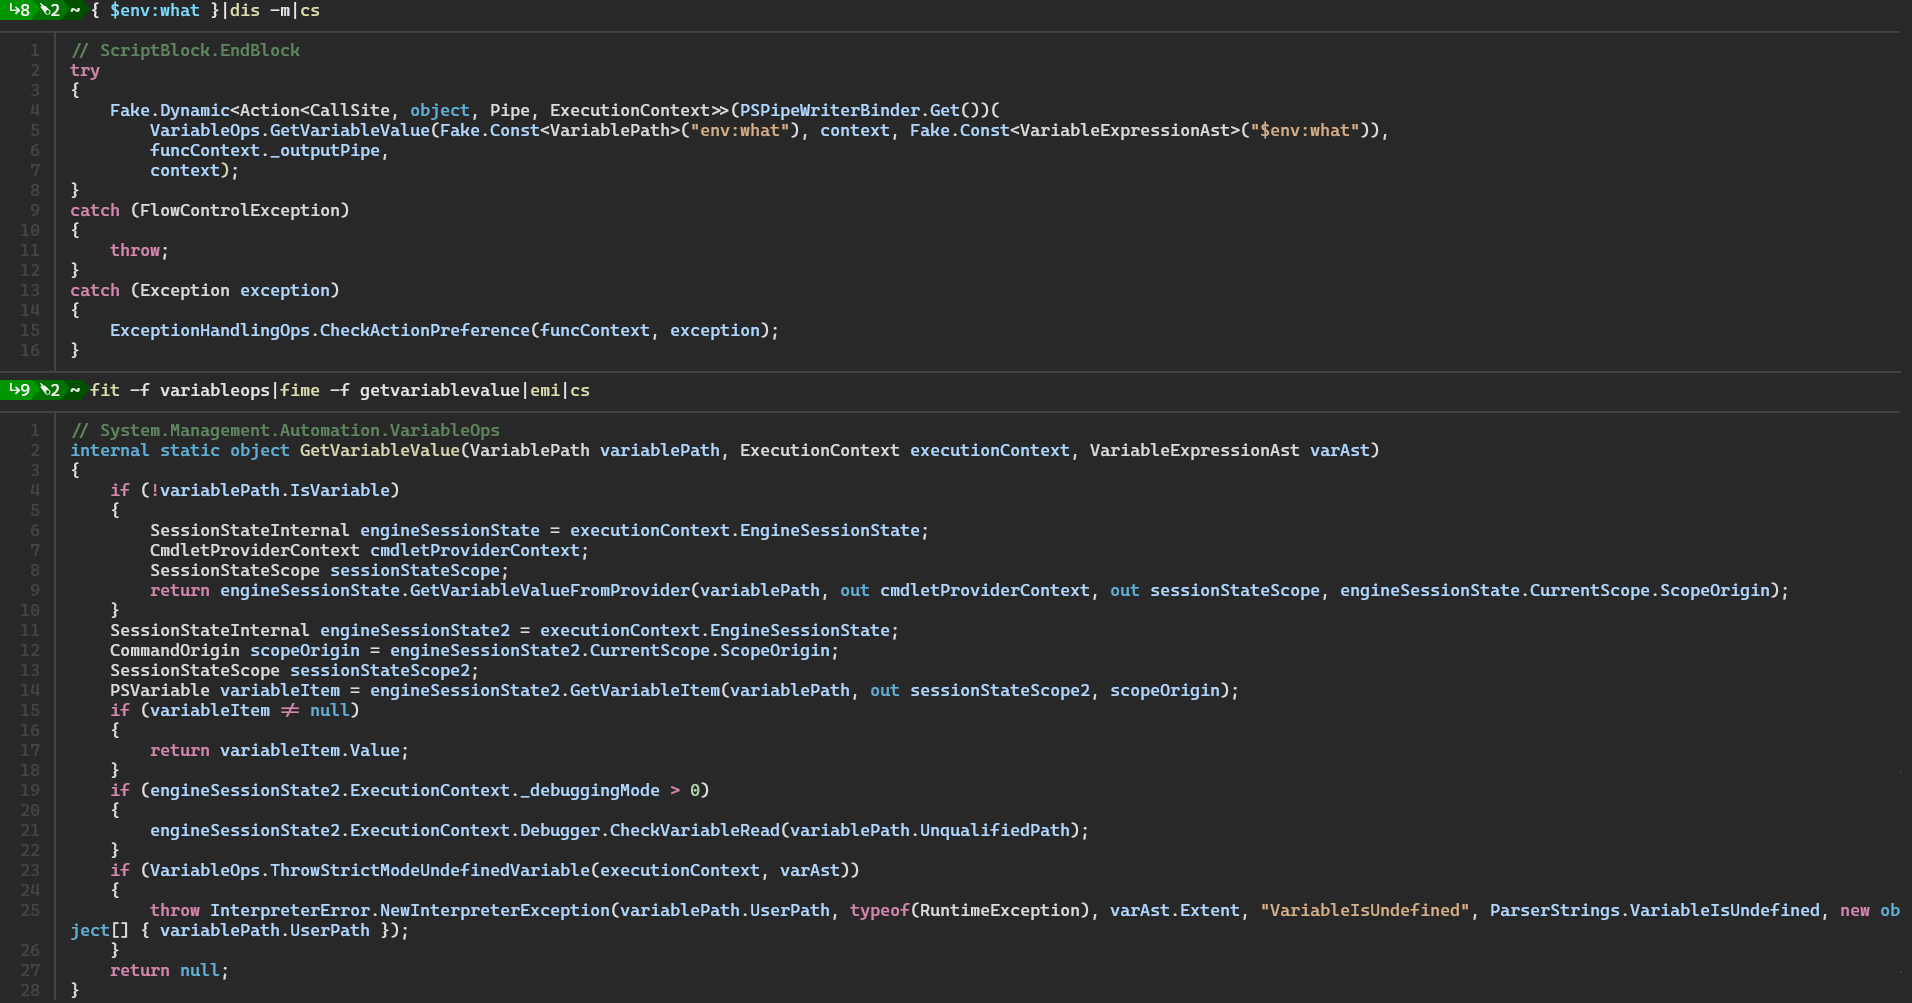 ↳8 2 ~ { $env:what }|dis -m|cs
1 // ScriptBlock.EndBlock
2 try
3 {
4     Fake.Dynamic<Action<CallSite, object, Pipe, ExecutionContext>>(PSPipeWriterBinder.Get())(
5         VariableOps.GetVariableValue(Fake.Const<VariablePath>("env:what"), context, Fake.Const<VariableExpressionAst>("$env:what")),
6         funcContext._outputPipe,
7         context);
8 }
9 catch (FlowControlException)
10 {
11     throw;
12 }
13 catch (Exception exception)
14 {
15     ExceptionHandlingOps.CheckActionPreference(funcContext, exception);
16 }
↳9 2 ~ fit -f variableops|fime -f getvariablevalue|emi|cs
1 // System.Management.Automation.VariableOps
2 internal static object GetVariableValue(VariablePath variablePath, ExecutionContext executionContext, VariableExpressionAst varAst)
3 {
4     if (!variablePath.IsVariable)
5     {
6         SessionStateInternal engineSessionState = executionContext.EngineSessionState;
7         CmdletProviderContext cmdletProviderContext;
8         SessionStateScope sessionStateScope;
9         return engineSessionState.GetVariableValueFromProvider(variablePath, out cmdletProviderContext, out sessionStateScope, engineSessionState.CurrentScope.ScopeOrigin);
10     }
11     SessionStateInternal engineSessionState2 = executionContext.EngineSessionState;
12     CommandOrigin scopeOrigin = engineSessionState2.CurrentScope.ScopeOrigin;
13     SessionStateScope sessionStateScope2;
14     PSVariable variableItem = engineSessionState2.GetVariableItem(variablePath, out sessionStateScope2, scopeOrigin);
15     if (variableItem != null)
16     {
17         return variableItem.Value;
18     }
19     if (engineSessionState2.ExecutionContext._debuggingMode > 0)
20     {
21         engineSessionState2.ExecutionContext.Debugger.CheckVariableRead(variablePath.UnqualifiedPath);
22     }
23     if (VariableOps.ThrowStrictModeUndefinedVariable(executionContext, varAst))
24     {
25         throw InterpreterError.NewInterpreterException(variablePath.UserPath, typeof(RuntimeException), varAst.Extent, "VariableIsUndefined", ParserStrings.VariableIsUndefined, new ob
ject[] { variablePath.UserPath });
26     }
27     return null;
28 }